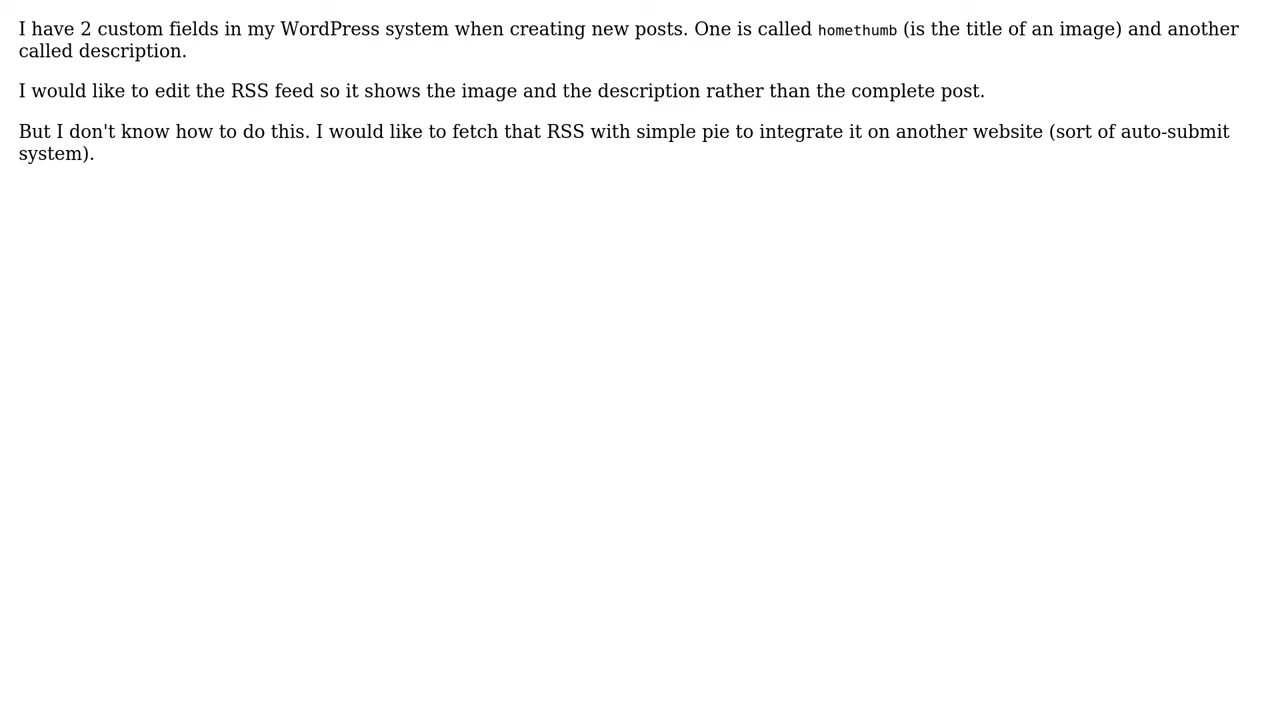 I have 2 custom fields in my WordPress system when creating new posts. One is called homethumb (is the title of an image) and another
called description.
I would like to edit the RSS feed so it shows the image and the description rather than the complete post.
But I don't know how to do this. I would like to fetch that RSS with simple pie to integrate it on another website (sort of auto-submit
system).